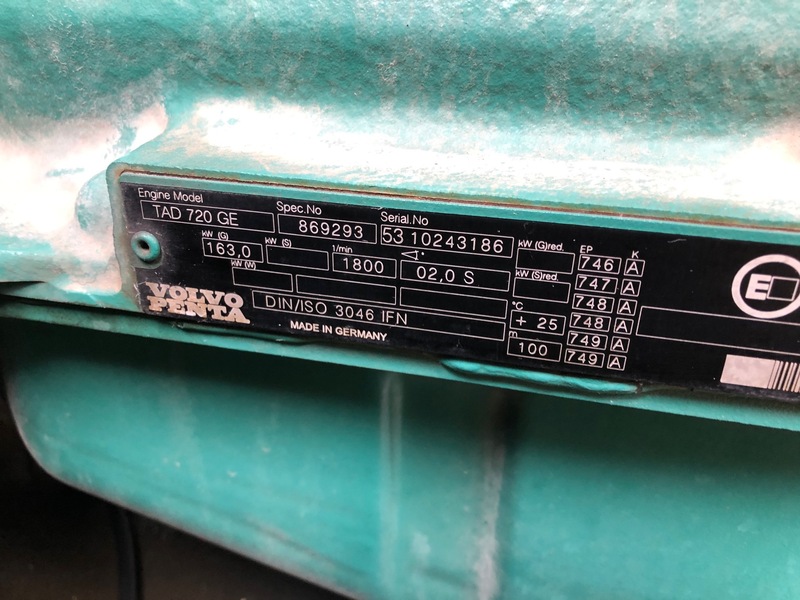 Engine Model
TAD 720 GE
Spec.No
869293
Serial.No
53 10243186
kW (G)
163,0
kW (S)
1/min
1800
02,0 S
kW (W)
kW (G)red.
kW (S)red.
°C
+ 25
m
100
EP K
746 A
747 A
748 A
748 A
749 A
749 A
VOLVO
PENTA
DIN/ISO 3046 IFN
MADE IN GERMANY
E